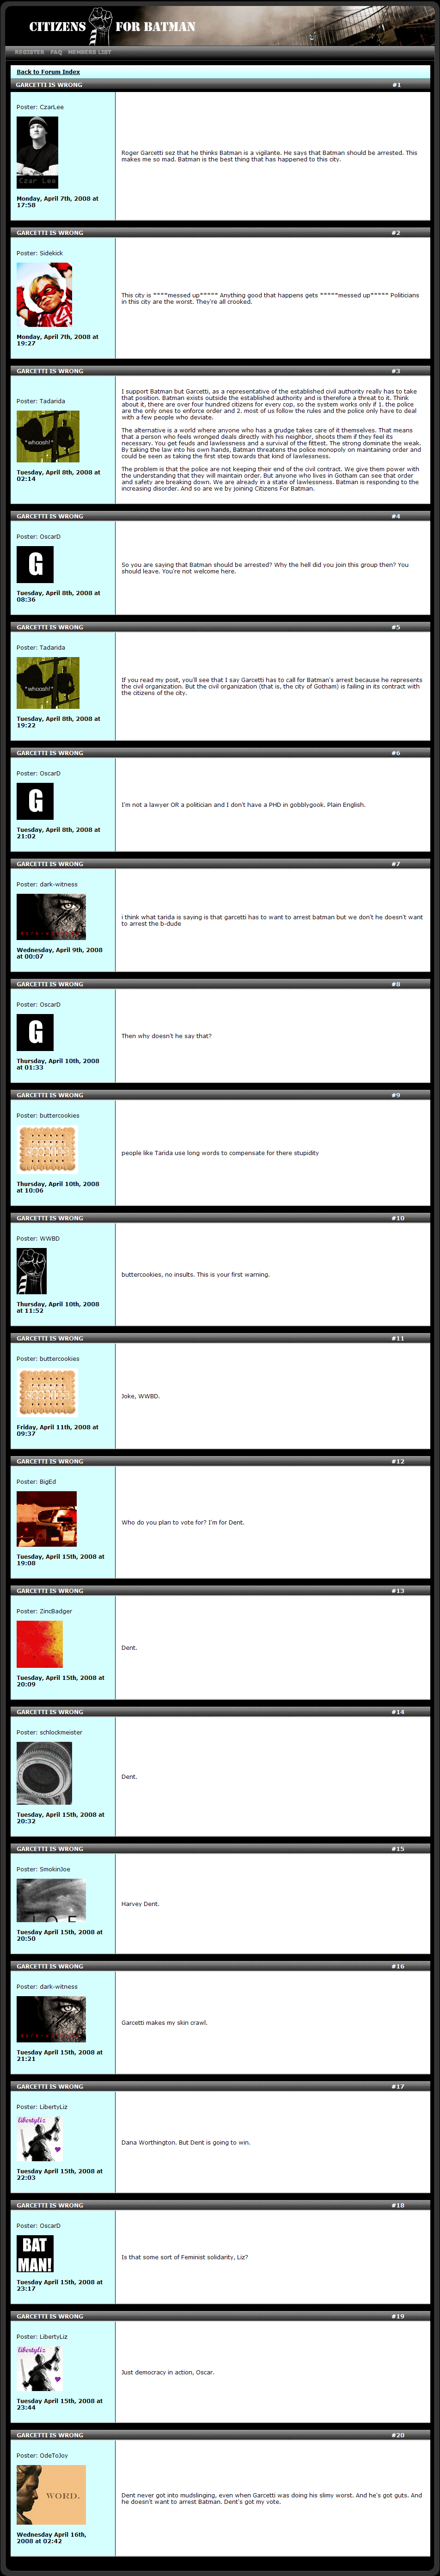 CITIZENS FOR BATMAN
REGISTER FAQ MEMBERS LIST
Back to Forum Index
GARCETTI IS WRONG #1
Poster: CzarLee
Czar Lee
Monday, April 7th, 2008 at
17:58
Roger Garcetti sez that he thinks Batman is a vigilante. He says that Batman should be arrested. This
makes me so mad. Batman is the best thing that has happened to this city.
GARCETTI IS WRONG #2
Poster: Sidekick
Monday, April 7th, 2008 at
19:27
This city is ****messed up***** Anything good that happens gets *****messed up***** Politicians
in this city are the worst. They're all crooked.
GARCETTI IS WRONG #3
Poster: Tadarida
"whoosh!"
Tuesday, April 8th, 2008 at
02:14
I support Batman but Garcetti, as a representative of the established civil authority really has to take
that position. Batman exists outside the established authority and is therefore a threat to it. Think
about it, there are over four hundred citizens for every cop, so the system works only if 1. the police
are the only ones to enforce order and 2. most of us follow the rules and the police only have to deal
with a few people who deviate.
The alternative is a world where anyone who has a grudge takes care of it themselves. That means
that a person who feels wronged deals directly with his neighbor, shoots them if they feel its
necessary. You get feuds and lawlessness and a survival of the fittest. The strong dominate the weak.
By taking the law into his own hands, Batman threatens the police monopoly on maintaining order and
could be seen as taking the first step towards that kind of lawlessness.
The problem is that the police are not keeping their end of the civil contract. We give them power with
the understanding that they will maintain order. But anyone who lives in Gotham can see that order
and safety are breaking down. We are already in a state of lawlessness. Batman is responding to the
increasing disorder. And so are we by joining Citizens For Batman.
GARCETTI IS WRONG #4
Poster: OscarD
G
Tuesday, April 8th, 2008 at
08:36
So you are saying that Batman should be arrested? Why the hell did you join this group then? You
should leave. You're not welcome here.
GARCETTI IS WRONG #5
Poster: Tadarida
"whoosh!"
Tuesday, April 8th, 2008 at
19:22
If you read my post, you'll see that I say Garcetti has to call for Batman's arrest because he represents
the civil organization. But the civil organization (that is, the city of Gotham) is failing in its contract with
the citizens of the city.
GARCETTI IS WRONG #6
Poster: OscarD
G
Tuesday, April 8th, 2008 at
21:02
I'm not a lawyer OR a politician and I don't have a PHD in gobblygook. Plain English.
GARCETTI IS WRONG #7
Poster: dark-witness
Wednesday, April 9th, 2008
at 00:07
i think what tarida is saying is that garcetti has to want to arrest batman but we don't he doesn't want
to arrest the b-dude
GARCETTI IS WRONG #8
Poster: OscarD
G
Thursday, April 10th, 2008
at 01:33
Then why doesn't he say that?
GARCETTI IS WRONG #9
Poster: buttercookies
Thursday, April 10th, 2008
at 10:06
people like Tarida use long words to compensate for there stupidity
GARCETTI IS WRONG #10
Poster: WWBD
Thursday, April 10th, 2008
at 11:52
buttercookies, no insults. This is your first warning.
GARCETTI IS WRONG #11
Poster: buttercookies
Friday, April 11th, 2008 at
09:37
Joke, WWBD.
GARCETTI IS WRONG #12
Poster: BigEd
Tuesday, April 15th, 2008 at
19:08
Who do you plan to vote for? I'm for Dent.
GARCETTI IS WRONG #13
Poster: ZincBadger
Tuesday, April 15th, 2008 at
20:09
Dent.
GARCETTI IS WRONG #14
Poster: schlockmeister
Tuesday, April 15th, 2008 at
20:32
Dent.
GARCETTI IS WRONG #15
Poster: SmokinJoe
JOE
Tuesday April 15th, 2008 at
20:50
Harvey Dent.
GARCETTI IS WRONG #16
Poster: dark-witness
Tuesday April 15th, 2008 at
21:21
Garcetti makes my skin crawl.
GARCETTI IS WRONG #17
Poster: LibertyLiz
libertyliz
Tuesday April 15th, 2008 at
22:03
Dana Worthington. But Dent is going to win.
GARCETTI IS WRONG #18
Poster: OscarD
BAT
MAN!
Tuesday April 15th, 2008 at
23:17
Is that some sort of Feminist solidarity, Liz?
GARCETTI IS WRONG #19
Poster: LibertyLiz
libertyliz
Tuesday April 15th, 2008 at
23:44
Just democracy in action, Oscar.
GARCETTI IS WRONG #20
Poster: OdeToJoy
WORD.
Wednesday April 16th,
2008 at 02:42
Dent never got into mudslinging, even when Garcetti was doing his slimy worst. And he's got guts. And
he doesn't want to arrest Batman. Dent's got my vote.